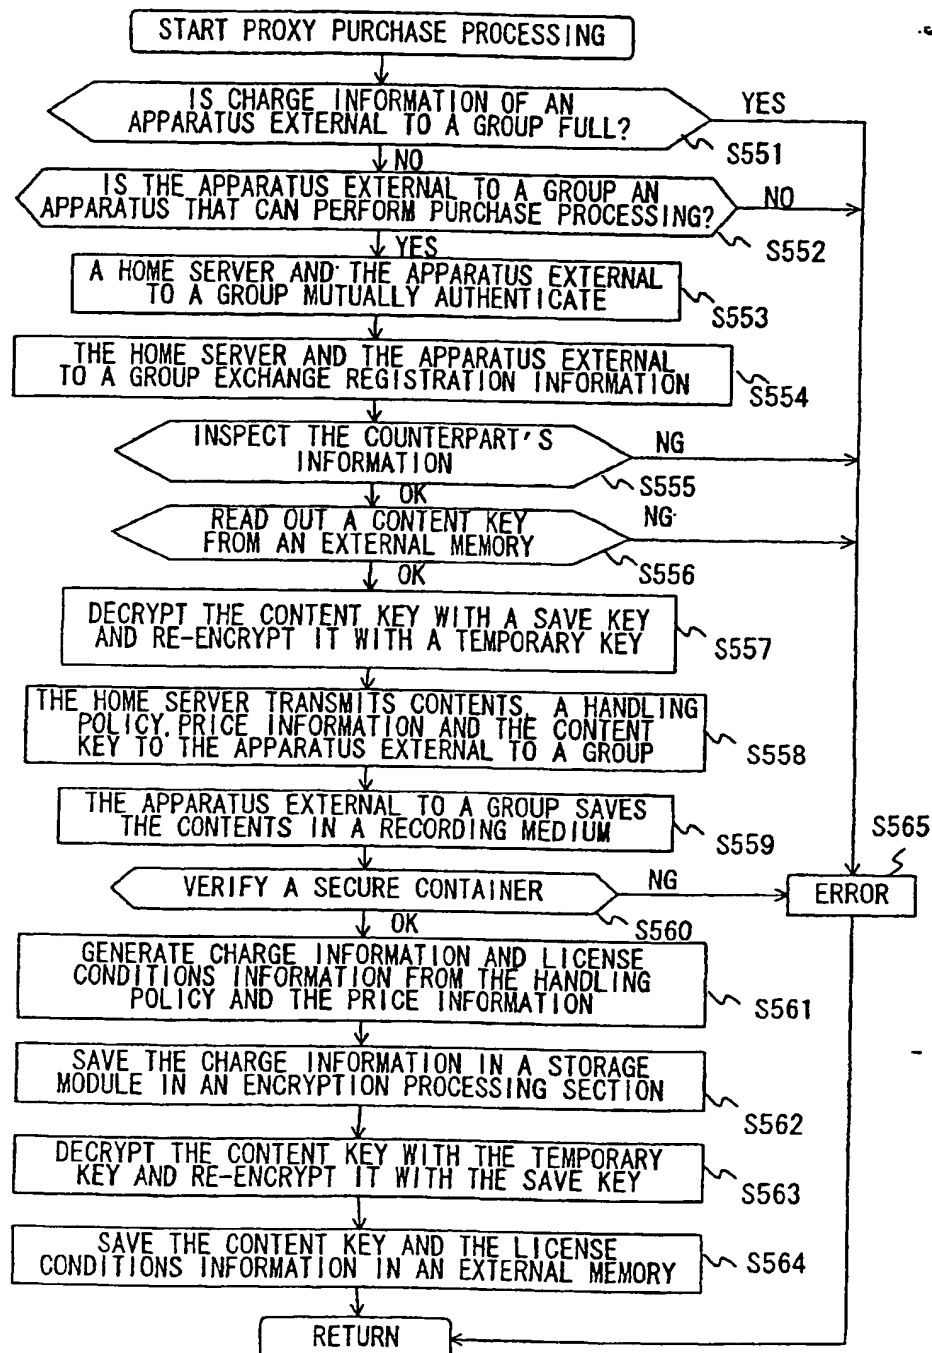 START PROXY PURCHASE PROCESSING
IS CHARGE INFORMATION OF AN
APPARATUS EXTERNAL TO A GROUP FULL?
YES
S551
NO
IS THE APPARATUS EXTERNAL TO A GROUP AN
APPARATUS THAT CAN PERFORM PURCHASE PROCESSING?
NO
S552
YES
A HOME SERVER AND THE APPARATUS EXTERNAL
TO A GROUP MUTUALLY AUTHENTICATE
S553
THE HOME SERVER AND THE APPARATUS EXTERNAL
TO A GROUP EXCHANGE REGISTRATION INFORMATION
S554
INSPECT THE COUNTERPART'S
INFORMATION
NG
S555
OK
READ OUT A CONTENT KEY
FROM AN EXTERNAL MEMORY
NG
S556
OK
DECRYPT THE CONTENT KEY WITH A SAVE KEY
AND RE-ENCRYPT IT WITH A TEMPORARY KEY
S557
THE HOME SERVER TRANSMITS CONTENTS, A HANDLING
POLICY, PRICE INFORMATION AND THE CONTENT
KEY TO THE APPARATUS EXTERNAL TO A GROUP
S558
THE APPARATUS EXTERNAL TO A GROUP SAVES
THE CONTENTS IN A RECORDING MEDIUM
S559
S565
VERIFY A SECURE CONTAINER
NG
ERROR
S560
OK
GENERATE CHARGE INFORMATION AND LICENSE
CONDITIONS INFORMATION FROM THE HANDLING
POLICY AND THE PRICE INFORMATION
S561
SAVE THE CHARGE INFORMATION IN A STORAGE
MODULE IN AN ENCRYPTION PROCESSING SECTION
S562
DECRYPT THE CONTENT KEY WITH THE TEMPORARY
KEY AND RE-ENCRYPT IT WITH THE SAVE KEY
S563
SAVE THE CONTENT KEY AND THE LICENSE
CONDITIONS INFORMATION IN AN EXTERNAL MEMORY
S564
RETURN